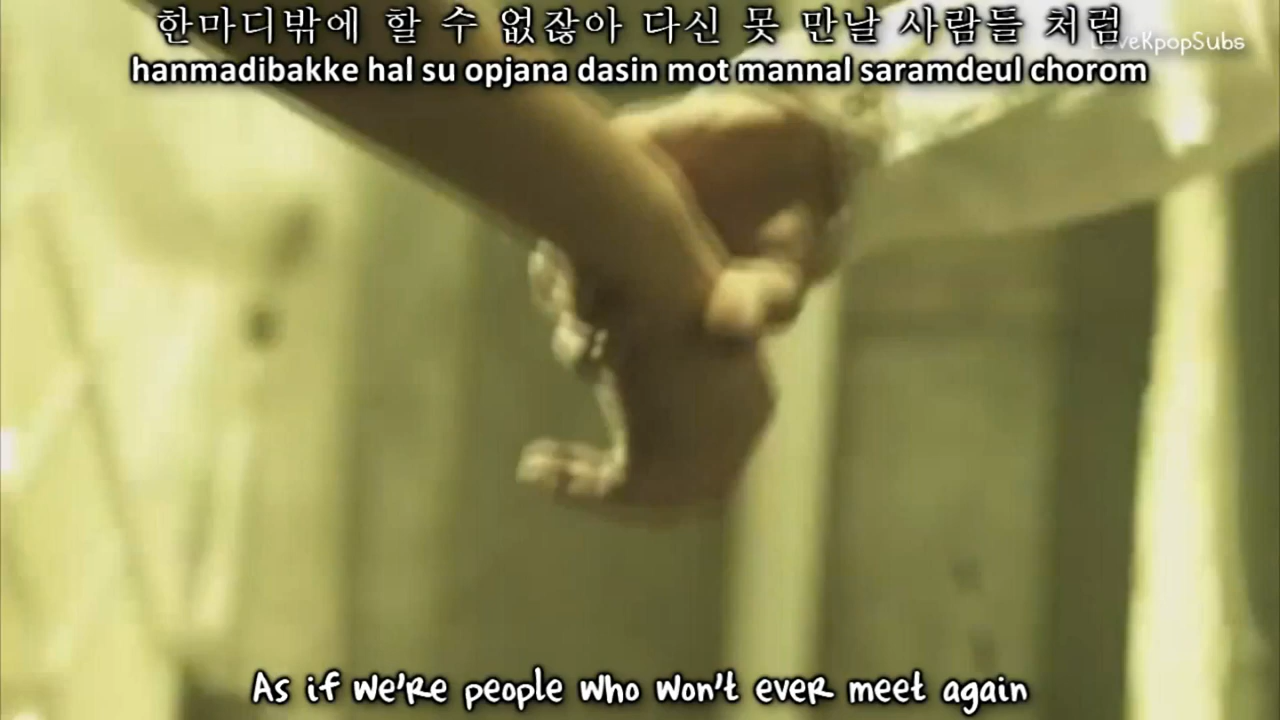 한마디밖에 할 수 없잖아 다신 못 만날 사람들 처럼
LoveKpopSubs
hanmadibakke hal su opjana dasin mot mannal saramdeul chorom
As if we're people who won't ever meet again